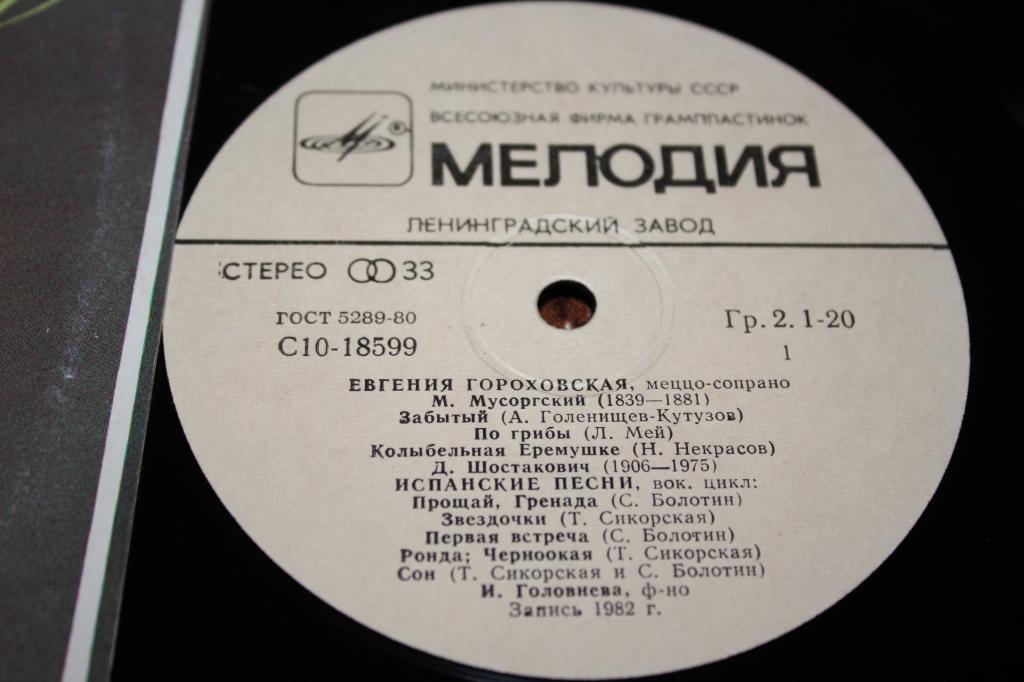 МИНИСТЕРСТВО КУЛЬТУРЫ СССР
ВСЕСОЮЗНАЯ ФИРМА ГРАМПЛАСТИНОК
МЕЛОДИЯ
ЛЕНИНГРАДСКИЙ ЗАВОД
СТЕРЕО 33
ГОСТ 5289-80
С10-18599
Гр. 2. 1-20
1
ЕВГЕНИЯ ГОРОХОВСКАЯ, меццо-сопрано
М. Мусоргский (1839—1881)
Забытый (А. Голенищев-Кутузов)
По грибы (Л. Мей)
Колыбельная Еремушке (Н. Некрасов)
Д. Шостакович (1906—1975)
ИСПАНСКИЕ ПЕСНИ, вок. цикл:
Прощай, Гренада (С. Болотин)
Звездочки (Т. Сикорская)
Первая встреча (С. Болотин)
Ронда; Черноокая (Т. Сикорская)
Сон (Т. Сикорская и С. Болотин)
И. Головнева, ф-но
Запись 1982 г.